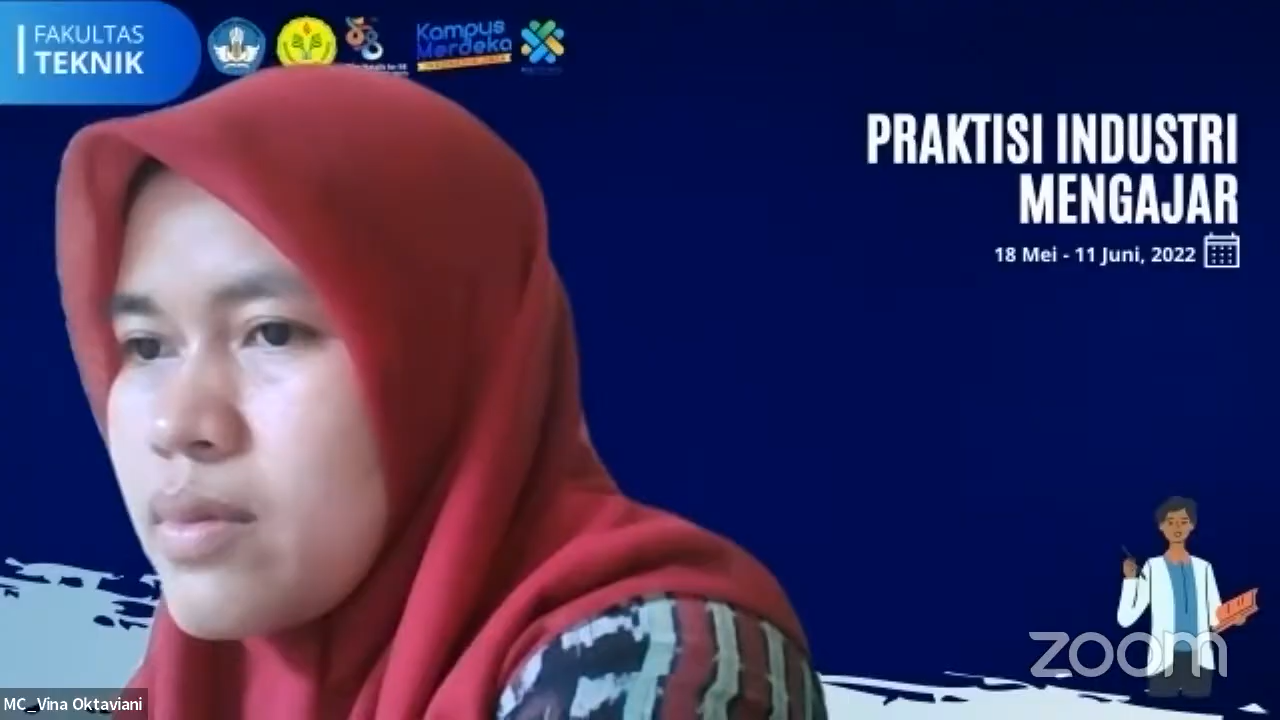 FAKULTAS
TEKNIK
Kampus
Merdeka
PRAKTISI INDUSTRI
MENGAJAR
18 Mei - 11 Juni, 2022
zoom
MC_Vina Oktaviani